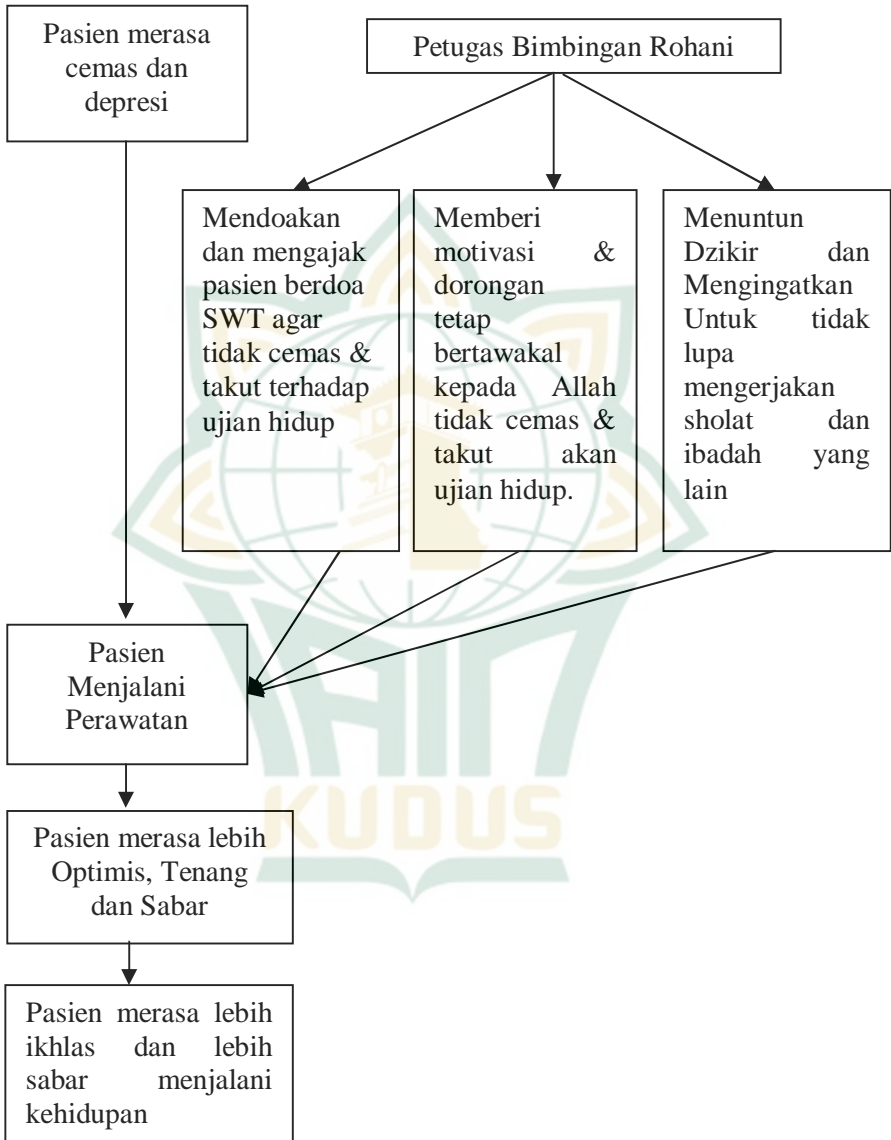 Pasien merasa
cemas dan
depresi
Petugas Bimbingan Rohani
Mendoakan
dan mengajak
pasien berdoa
SWT agar
tidak cemas &
takut terhadap
ujian hidup
Memberi
motivasi &
dorongan
tetap
bertawakal
kepada Allah
tidak cemas &
takut akan
ujian hidup.
Menuntun
Dzikir dan
Mengingatkan
Untuk tidak
lupa
mengerjakan
sholat dan
ibadah yang
lain
Pasien
Menjalani
Perawatan
Pasien merasa lebih
Optimis, Tenang
dan Sabar
Pasien merasa lebih
ikhlas dan lebih
sabar menjalani
kehidupan
IAIN
KUDUS